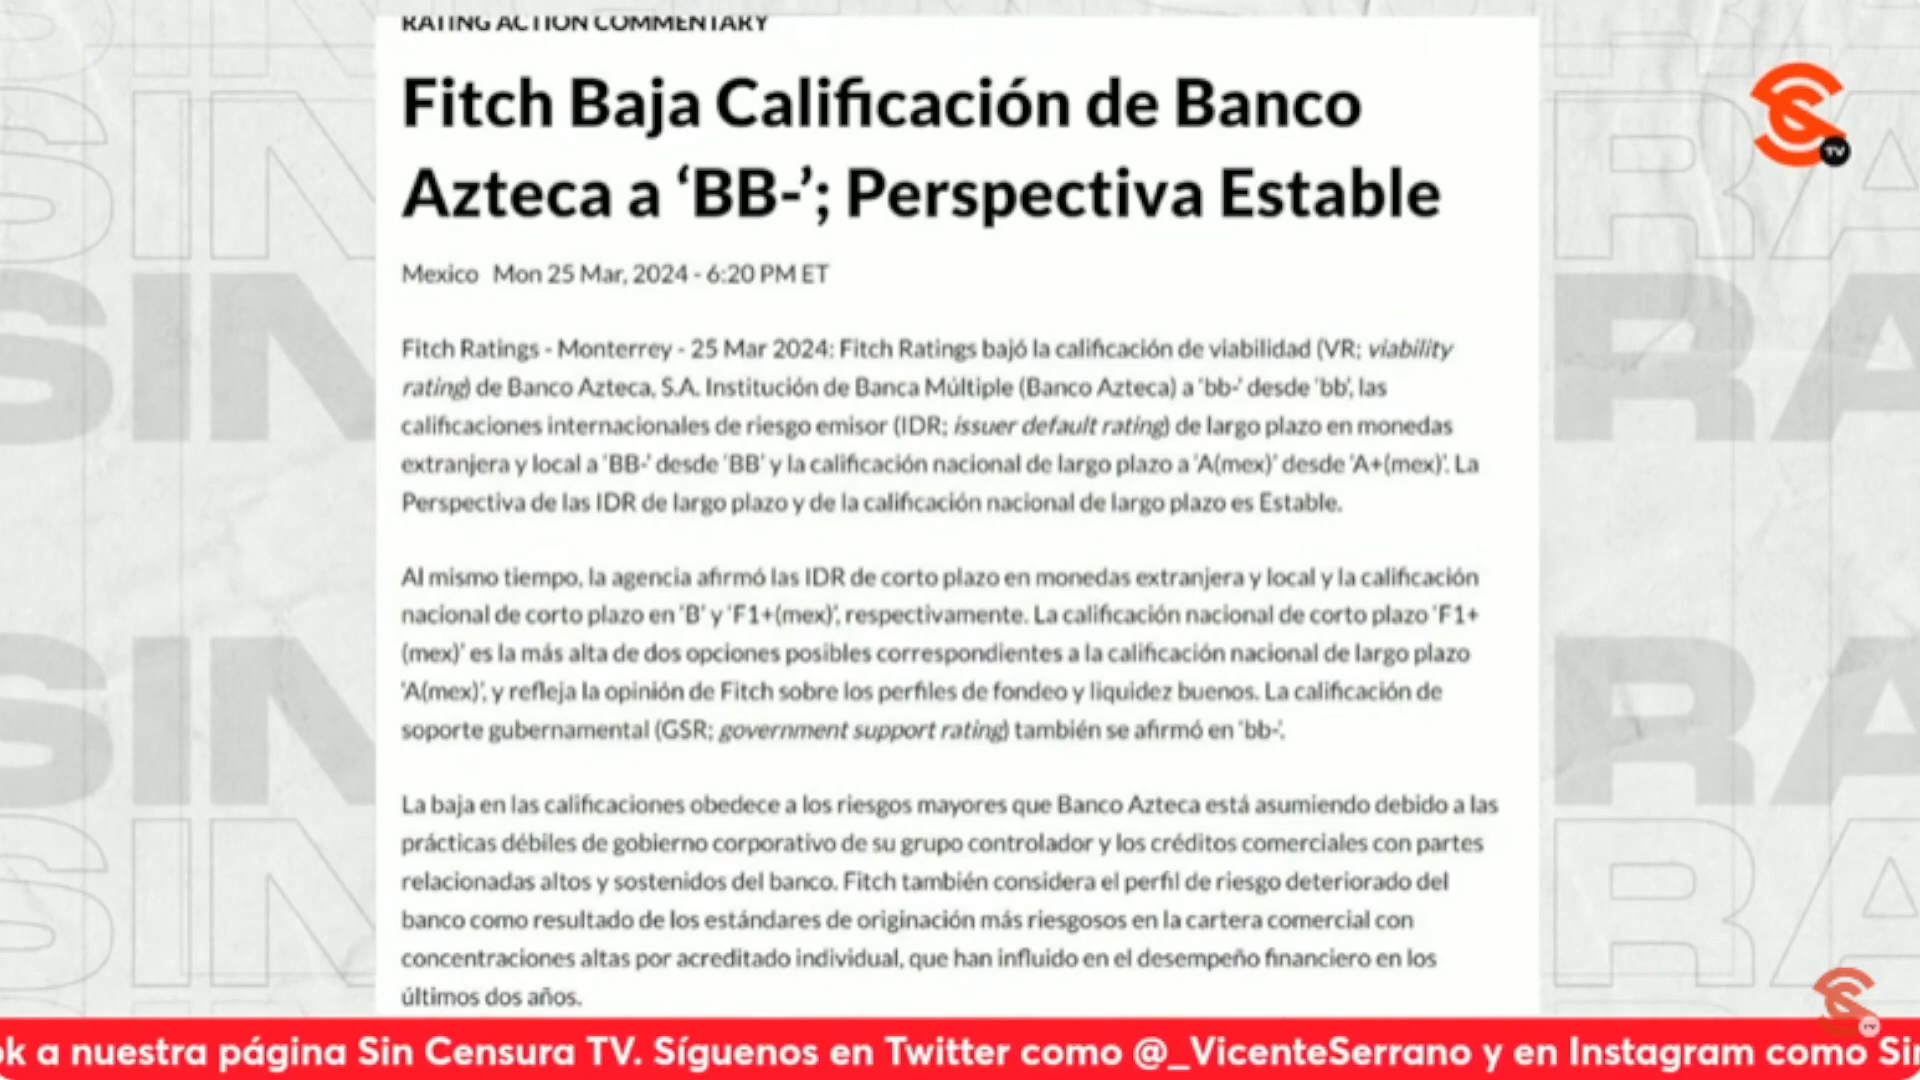 RATING ACTION COMMENTARY
Fitch Baja Calificación de Banco
Azteca a ‘BB-’; Perspectiva Estable
Mexico Mon 25 Mar, 2024 - 6:20 PM ET
Fitch Ratings - Monterrey - 25 Mar 2024: Fitch Ratings bajó la calificación de viabilidad (VR; viability
rating) de Banco Azteca, S.A. Institución de Banca Múltiple (Banco Azteca) a ‘bb-’ desde ‘bb’, las
calificaciones internacionales de riesgo emisor (IDR; issuer default rating) de largo plazo en monedas
extranjera y local a ‘BB-’ desde ‘BB’ y la calificación nacional de largo plazo a ‘A(mex)’ desde ‘A+(mex)’. La
Perspectiva de las IDR de largo plazo y de la calificación nacional de largo plazo es Estable.
Al mismo tiempo, la agencia afirmó las IDR de corto plazo en monedas extranjera y local y la calificación
nacional de corto plazo en ‘B’ y ‘F1+(mex)’, respectivamente. La calificación nacional de corto plazo ‘F1+
(mex)’ es la más alta de dos opciones posibles correspondientes a la calificación nacional de largo plazo
‘A(mex)’, y refleja la opinión de Fitch sobre los perfiles de fondeo y liquidez buenos. La calificación de
soporte gubernamental (GSR; government support rating) también se afirmó en ‘bb-’.
La baja en las calificaciones obedece a los riesgos mayores que Banco Azteca está asumiendo debido a las
prácticas débiles de gobierno corporativo de su grupo controlador y los créditos comerciales con partes
relacionadas altos y sostenidos del banco. Fitch también considera el perfil de riesgo deteriorado del
banco como resultado de los estándares de originación más riesgosos en la cartera comercial con
concentraciones altas por acreditado individual, que han influido en el desempeño financiero en los
últimos dos años.
ok a nuestra página Sin Censura TV. Síguenos en Twitter como @_VicenteSerrano y en Instagram como Sin
SIN
SIN
SIN
SIN
RA
RA
RA
RA
TV
TV